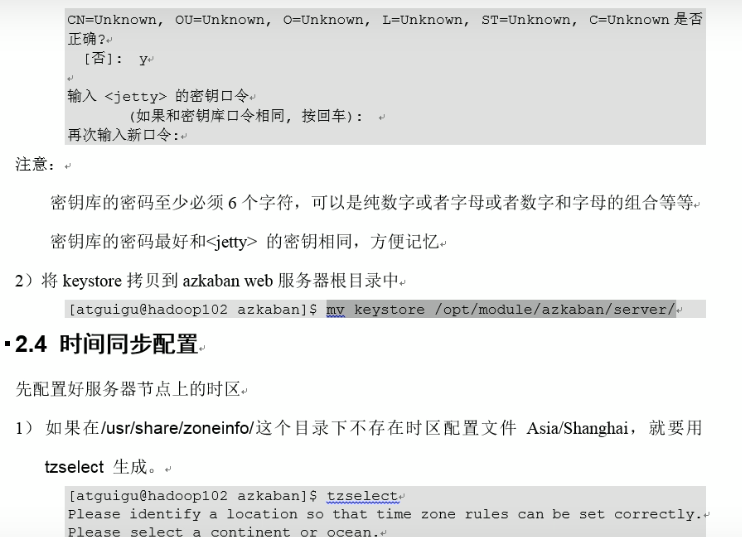 CN=Unknown, OU=Unknown, O=Unknown, L=Unknown, ST=Unknown, C=Unknown 是否
正确?
[否]: y
输入 <jetty> 的密钥口令
(如果和密钥库口令相同, 按回车):
再次输入新口令:
注意：
密钥库的密码至少必须 6 个字符，可以是纯数字或者字母或者数字和字母的组合等等
密钥库的密码最好和<jetty> 的密钥相同，方便记忆
2）将 keystore 拷贝到 azkaban web 服务器根目录中
[atguigu@hadoop102 azkaban]$ mv keystore /opt/module/azkaban/server/
2.4 时间同步配置
先配置好服务器节点上的时区
1） 如果在/usr/share/zoneinfo/这个目录下不存在时区配置文件 Asia/Shanghai，就要用
tzselect 生成。
[atguigu@hadoop102 azkaban]$ tzselect
Please identify a location so that time zone rules can be set correctly.
Please select a continent or ocean.